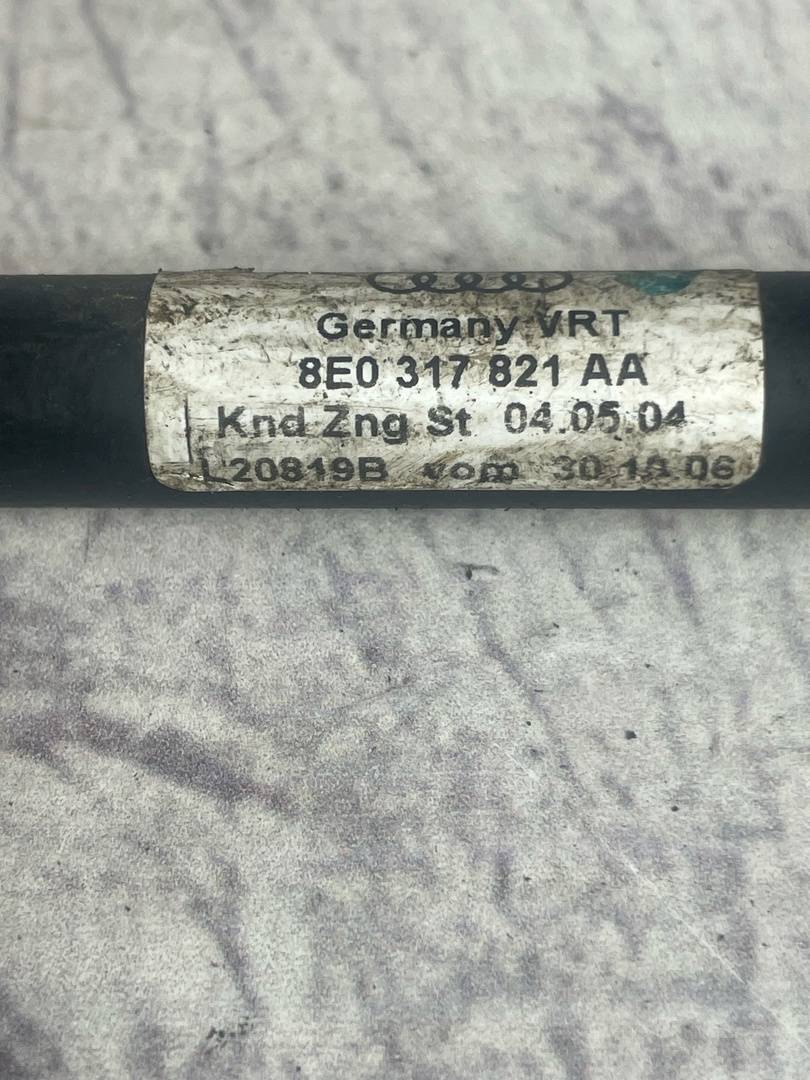 Germany VRT
8E0 317 821 AA
Knd Zng St 04.05.04
L20819B vom 30.10.06